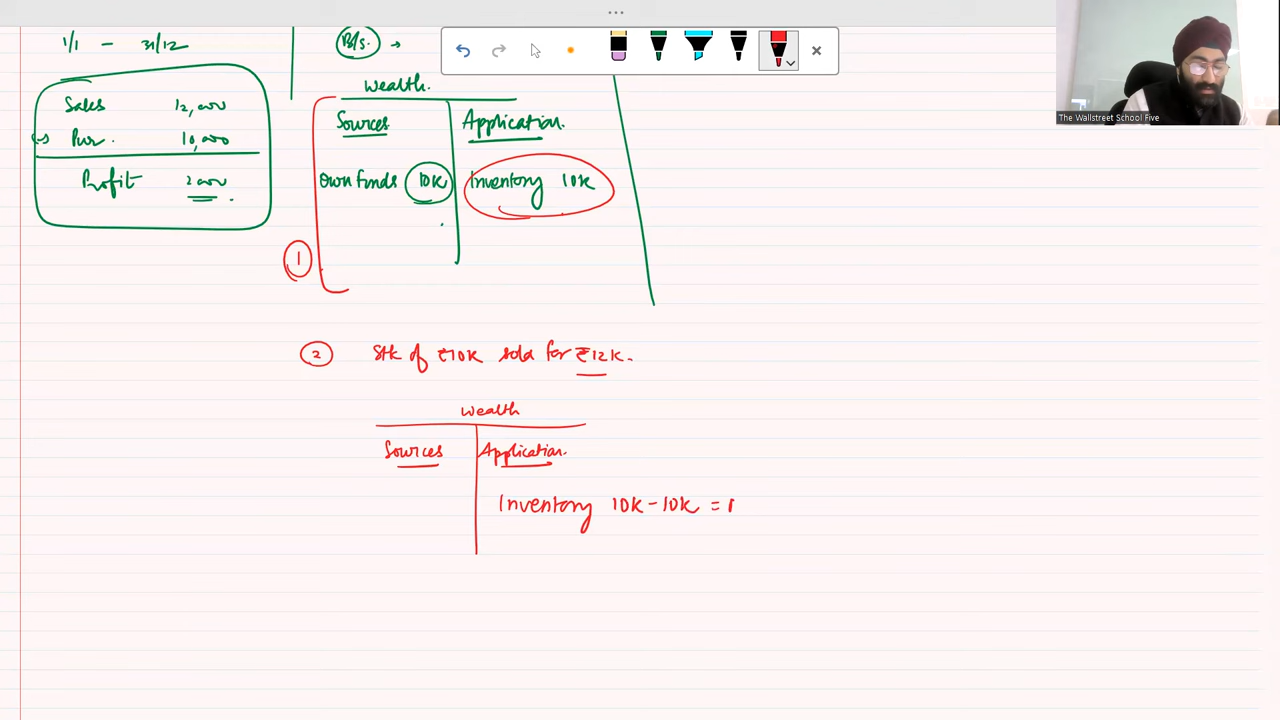 1/1 - 31/12
Sales 12,000
(-) Pur. 10,000
Profit 2000
B/s. →
Wealth.
Sources Application.
Own funds 10K Inventory 10K
1
2 Stk of ₹10K sold for ₹12K.
Wealth
Sources Application.
Inventory 10K - 10K =
The Wallstreet School Five